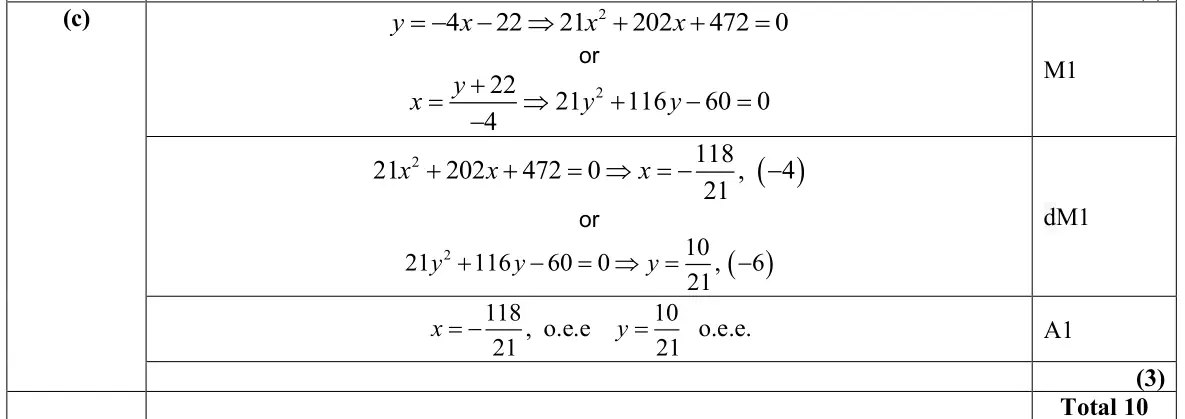 (c)
y = −4x − 22 ⇒ 21x² + 202x + 472 = 0
or
x = (y + 22)/(−4) ⇒ 21y² + 116y − 60 = 0
M1
21x² + 202x + 472 = 0 ⇒ x = −118/21, (−4)
or
21y² + 116y − 60 = 0 ⇒ y = 10/21, (−6)
dM1
x = −118/21, o.e.e y = 10/21 o.e.e.
A1
(3)
Total 10